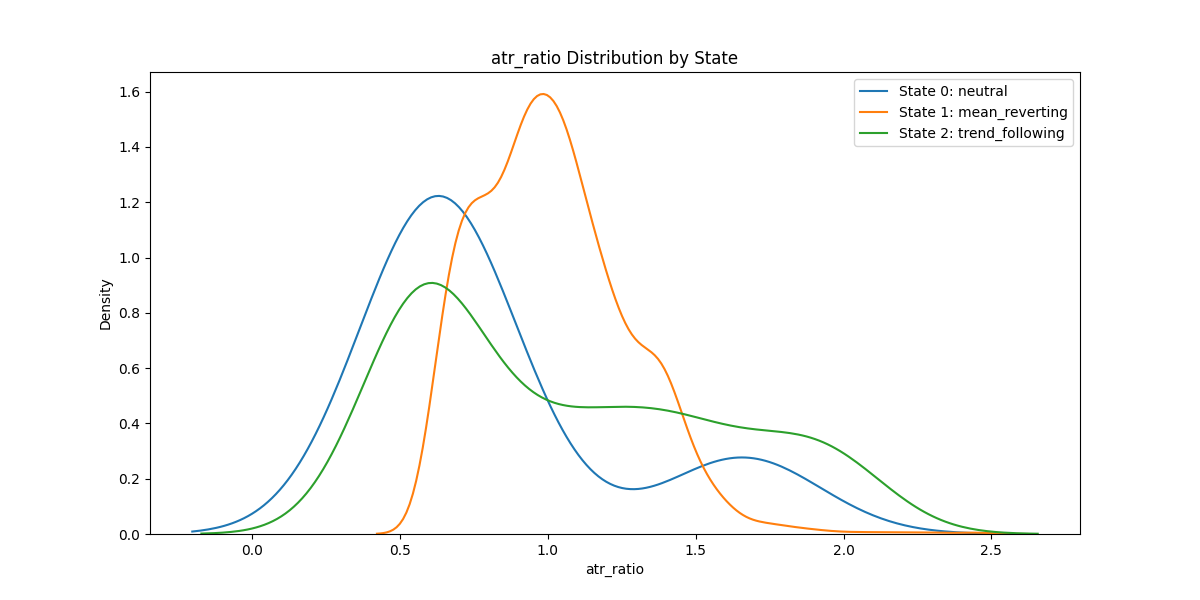 atr_ratio Distribution by State
State 0: neutral
State 1: mean_reverting
State 2: trend_following
1.6
1.4
1.2
1.0
0.8
0.6
0.4
0.2
0.0
Density
0.0 0.5 1.0 1.5 2.0 2.5
atr_ratio